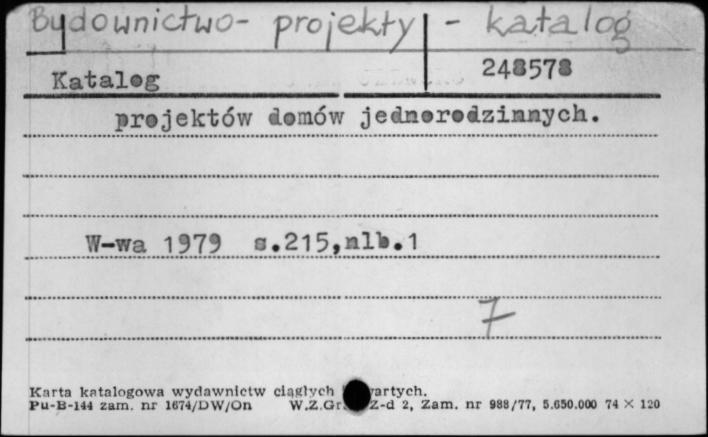 Budownictwo- projekty - katalog
248578
Katalog
projektów domów jednorodzinnych.
W-wa 1979 s.215,nlb.1
7
Karta katalogowa wydawnictw ciągłych
Pu-B-144 zam. nr 1674/DW/On W.Z.Gr. Z-d 2, Zam. nr 988/77, 5.650.000 74 × 120